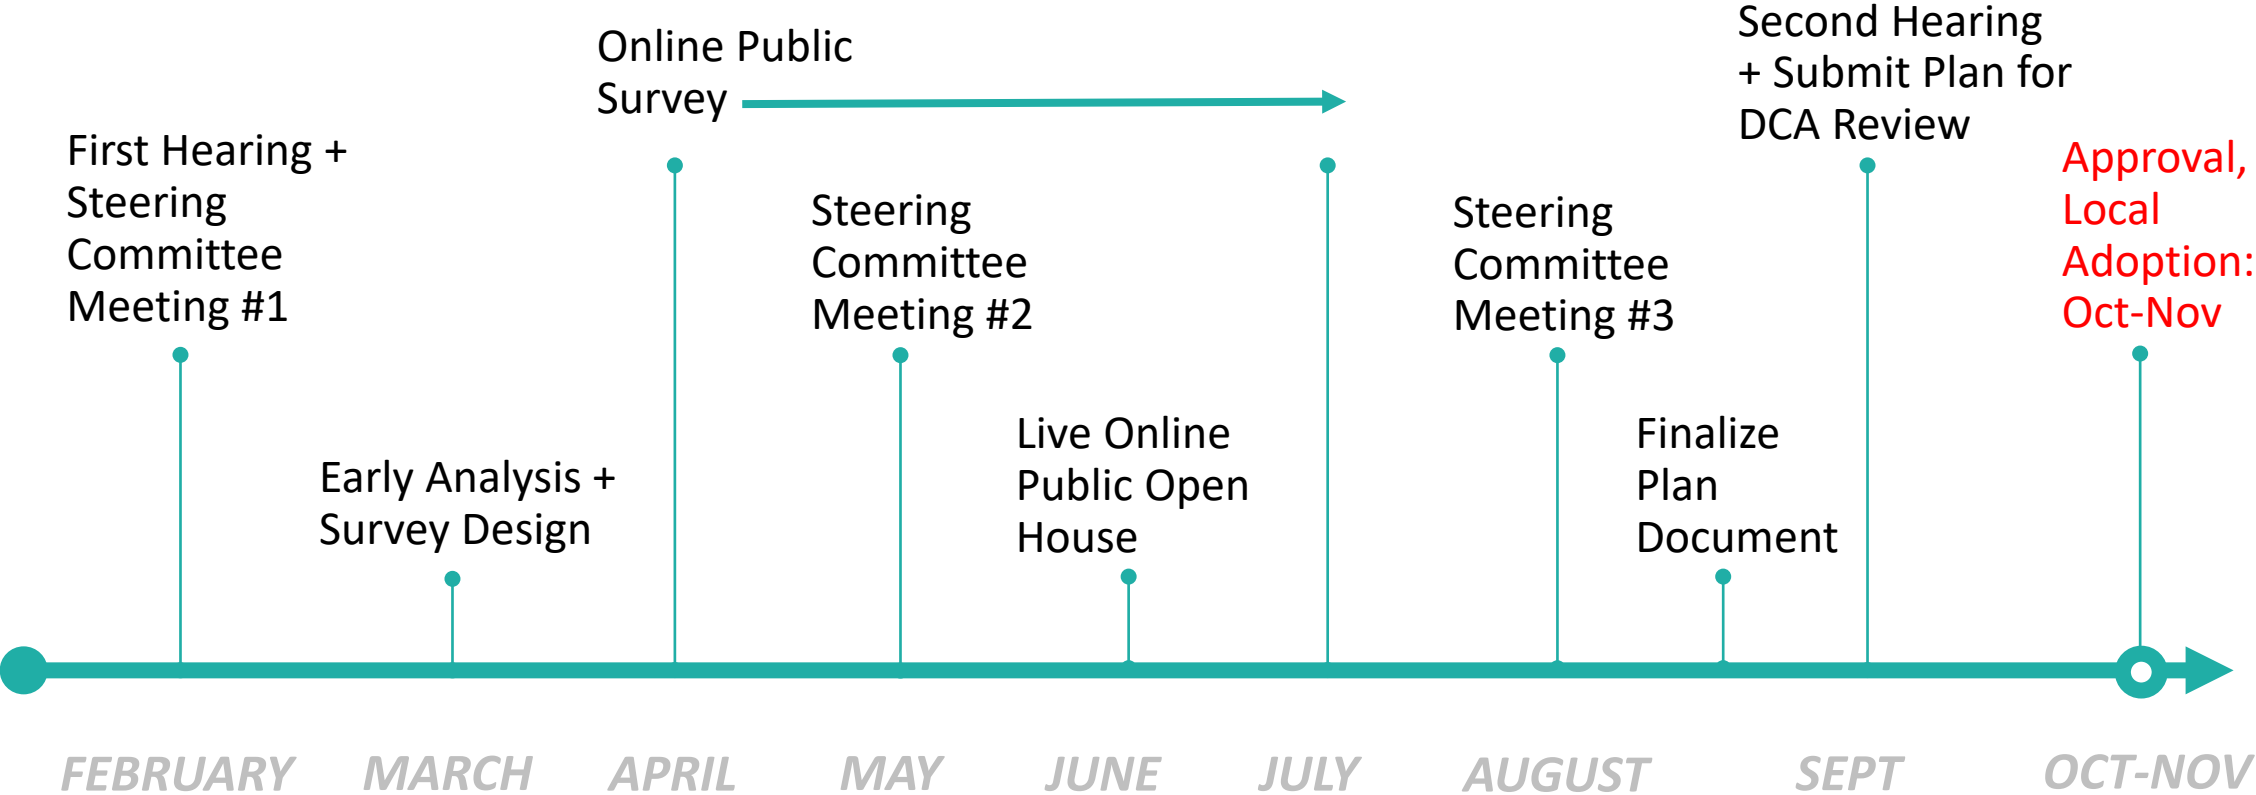 Online Public
Survey
Second Hearing
+ Submit Plan for
DCA Review
First Hearing +
Steering
Committee
Meeting #1
Approval,
Local
Adoption:
Oct-Nov
Steering
Committee
Meeting #2
Steering
Committee
Meeting #3
Early Analysis +
Survey Design
Live Online
Public Open
House
Finalize
Plan
Document
FEBRUARY
MARCH
APRIL
MAY
JUNE
JULY
AUGUST
SEPT
OCT-NOV